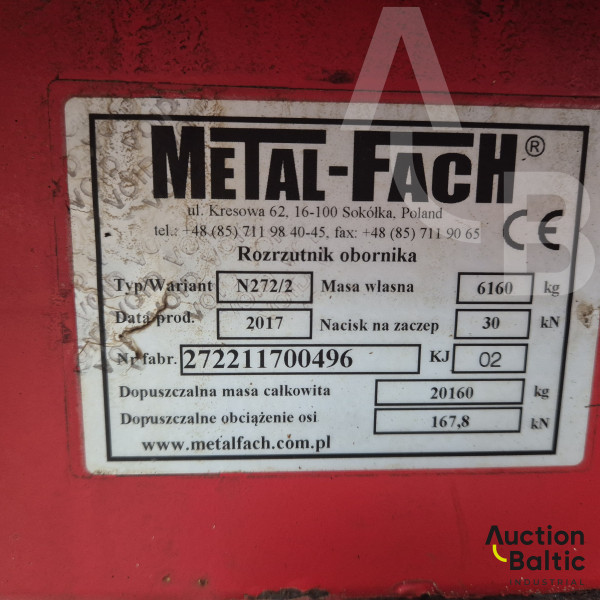 METAL-FACH®
ul. Kresowa 62, 16-100 Sokółka, Poland
tel.: +48 (85) 711 98 40-45, fax: +48 (85) 711 90 65
CE
Rozrzutnik obornika
Typ/Wariant N272/2 Masa własna 6160 kg
Data prod. 2017 Nacisk na zaczep 30 kN
Nr fabr. 272211700496 KJ 02
Dopuszczalna masa całkowita 20160 kg
Dopuszczalne obciążenie osi 167,8 kN
www.metalfach.com.pl
AB
Auction
Baltic
INDUSTRIAL